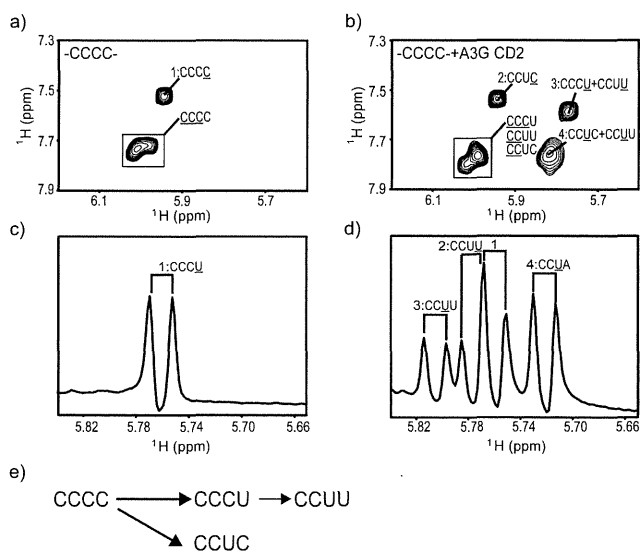 a)
b)
7.3
-CCCC-
7.3
-CCCC-+A3G CD2
1:CCCC
2:CCUC
3:CCCU+CCUU
7.5
7.5
CCCC
CCCU
CCUU
CCUC
4:CCUC+CCUU
¹H (ppm)
¹H (ppm)
7.7
7.7
7.9
7.9
6.1 5.9 5.7
6.1 5.9 5.7
¹H (ppm)
¹H (ppm)
c)
d)
1:CCCU
2:CCUU 1
4:CCUA
3:CCUU
5.82 5.78 5.74 5.70 5.66
5.82 5.78 5.74 5.70 5.66
¹H (ppm)
¹H (ppm)
e)
CCCC CCCU CCUU
CCUC